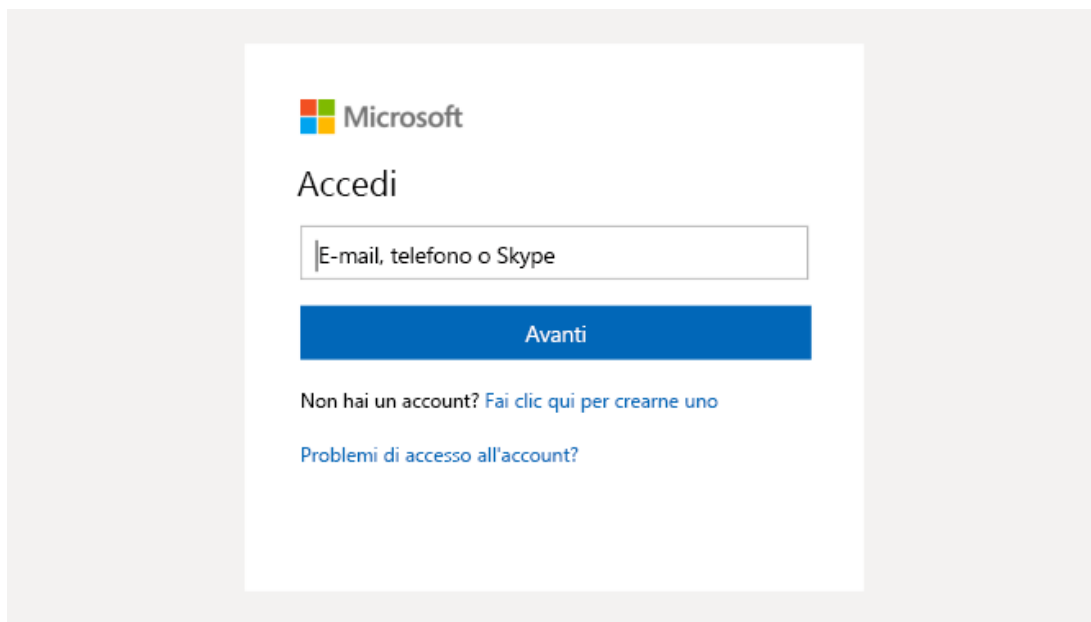 Microsoft
Accedi
E-mail, telefono o Skype
Avanti
Non hai un account? Fai clic qui per crearne uno
Problemi di accesso all'account?